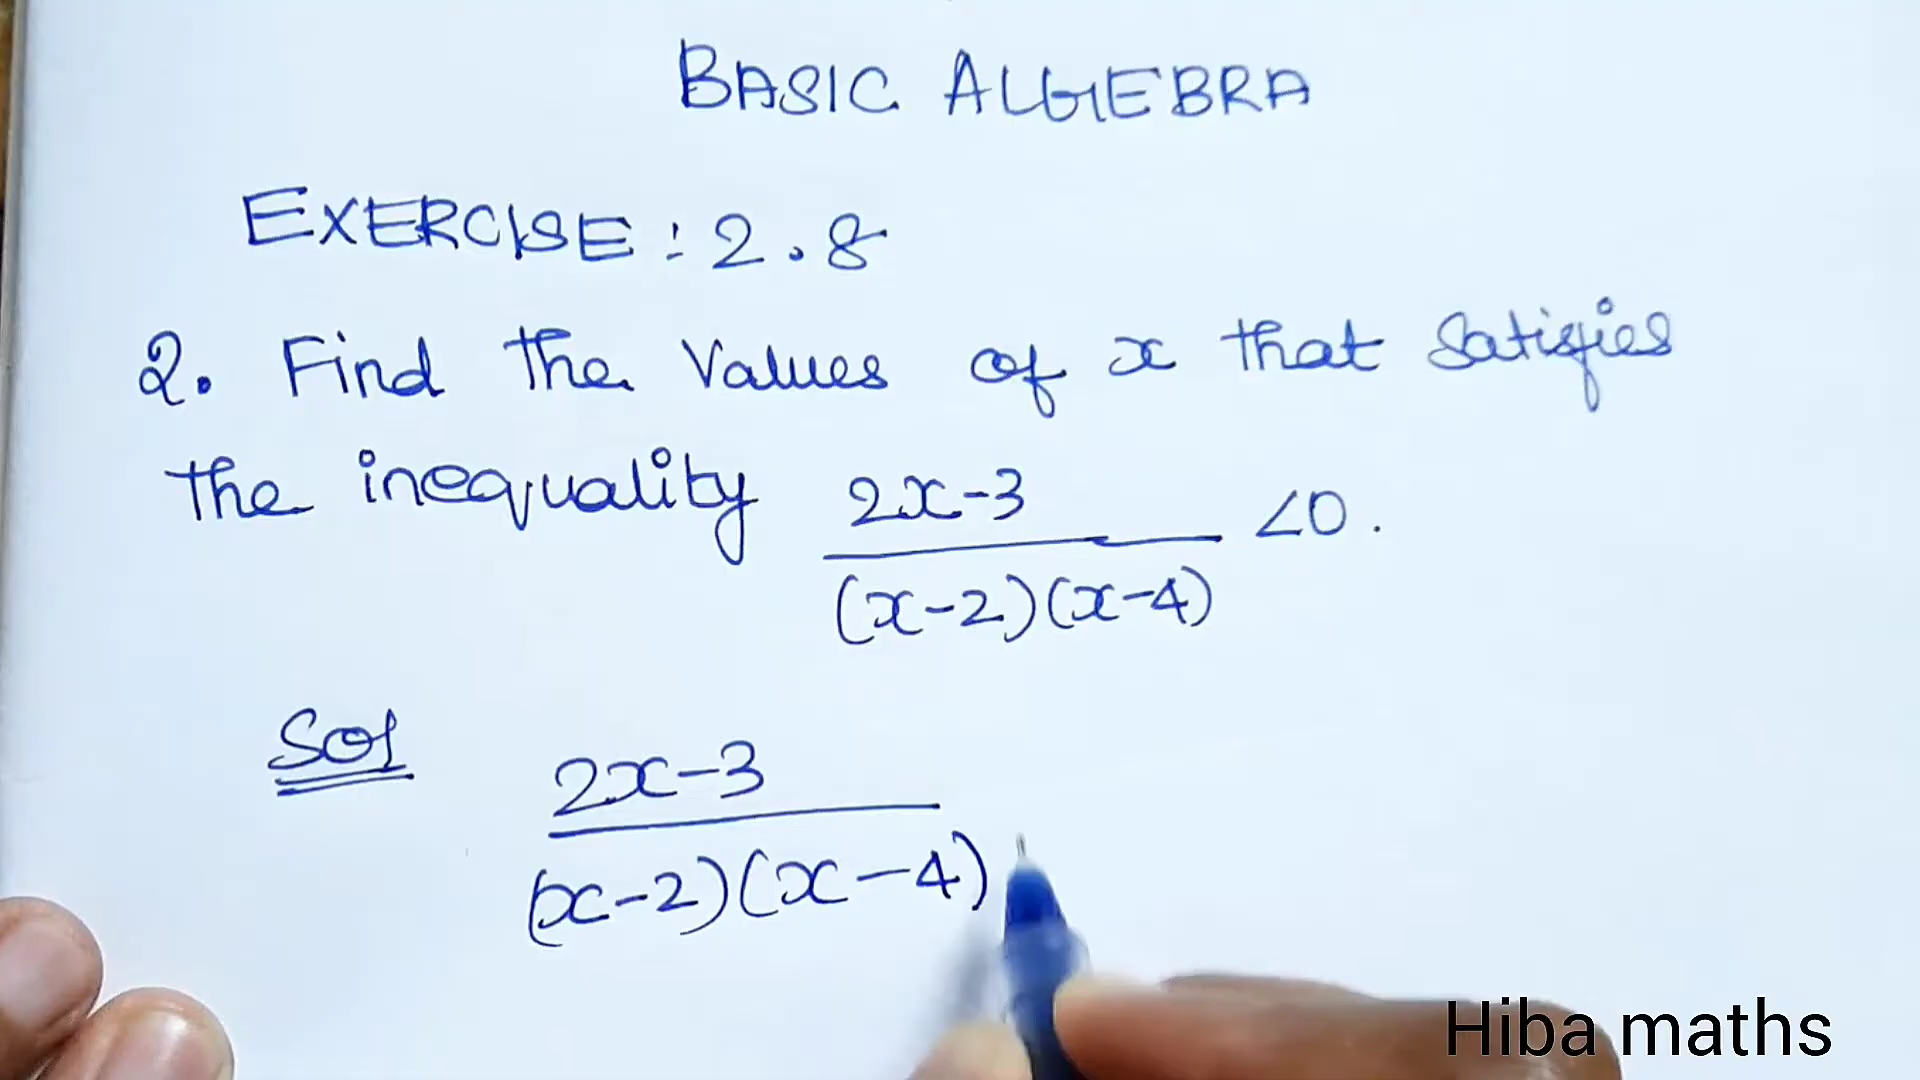 BASIC ALGEBRA
EXERCISE : 2.8
2. Find the Values of x that Satisfies
the inequality 2x-3 / (x-2)(x-4) <0.
Sol 2x-3 / (x-2)(x-4)
Hiba maths